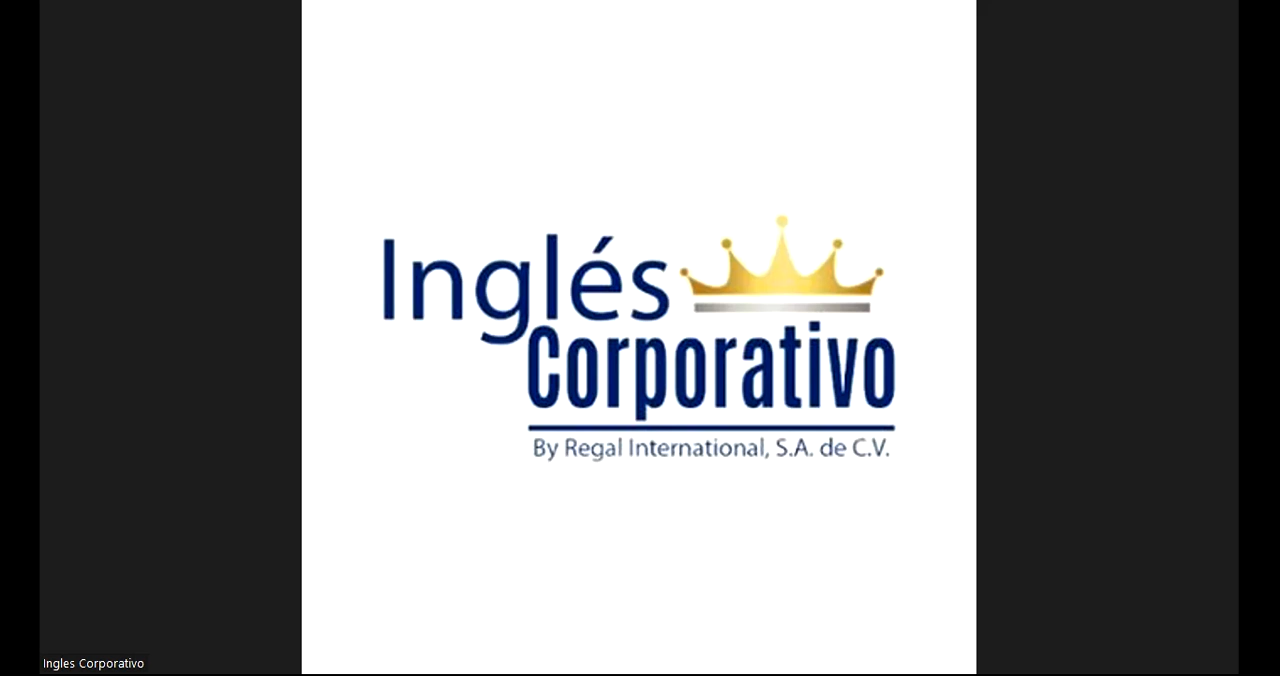 Inglés
Corporativo
By Regal International, S.A. de C.V.
Ingles Corporativo